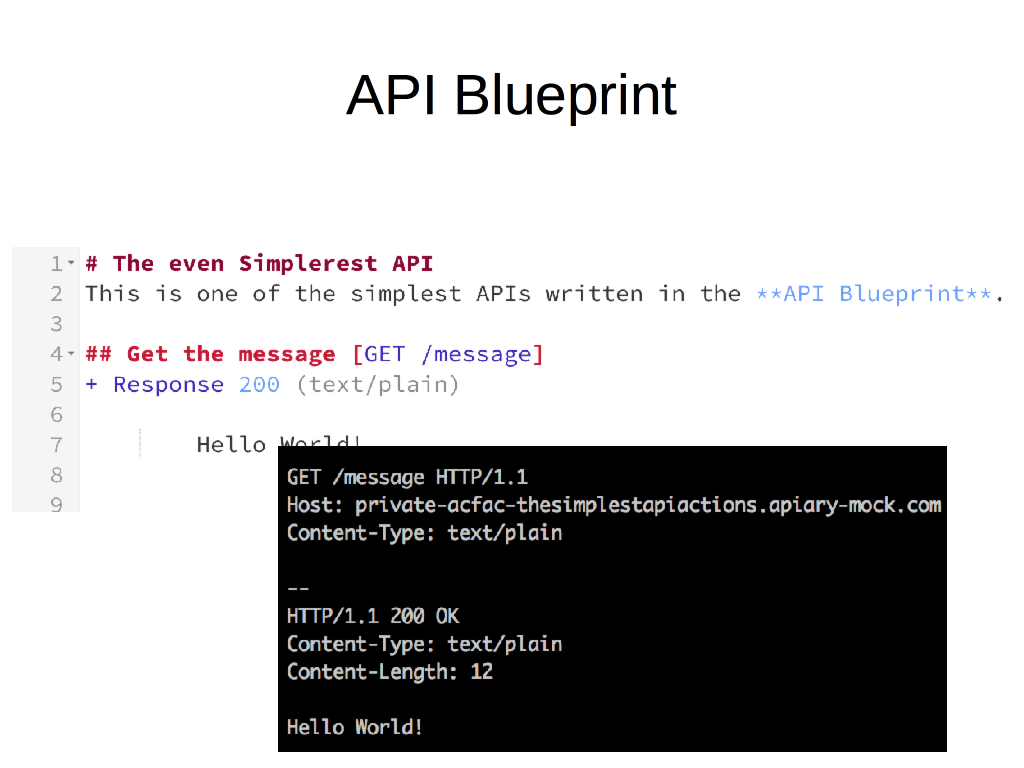 API Blueprint
1 # The even Simplerest API
2 This is one of the simplest APIs written in the **API Blueprint**.
3
4 ## Get the message [GET /message]
5 + Response 200 (text/plain)
6
7 Hello World!
8
9
GET /message HTTP/1.1
Host: private-acfac-thesimplestapiactions.apiary-mock.com
Content-Type: text/plain
--
HTTP/1.1 200 OK
Content-Type: text/plain
Content-Length: 12
Hello World!